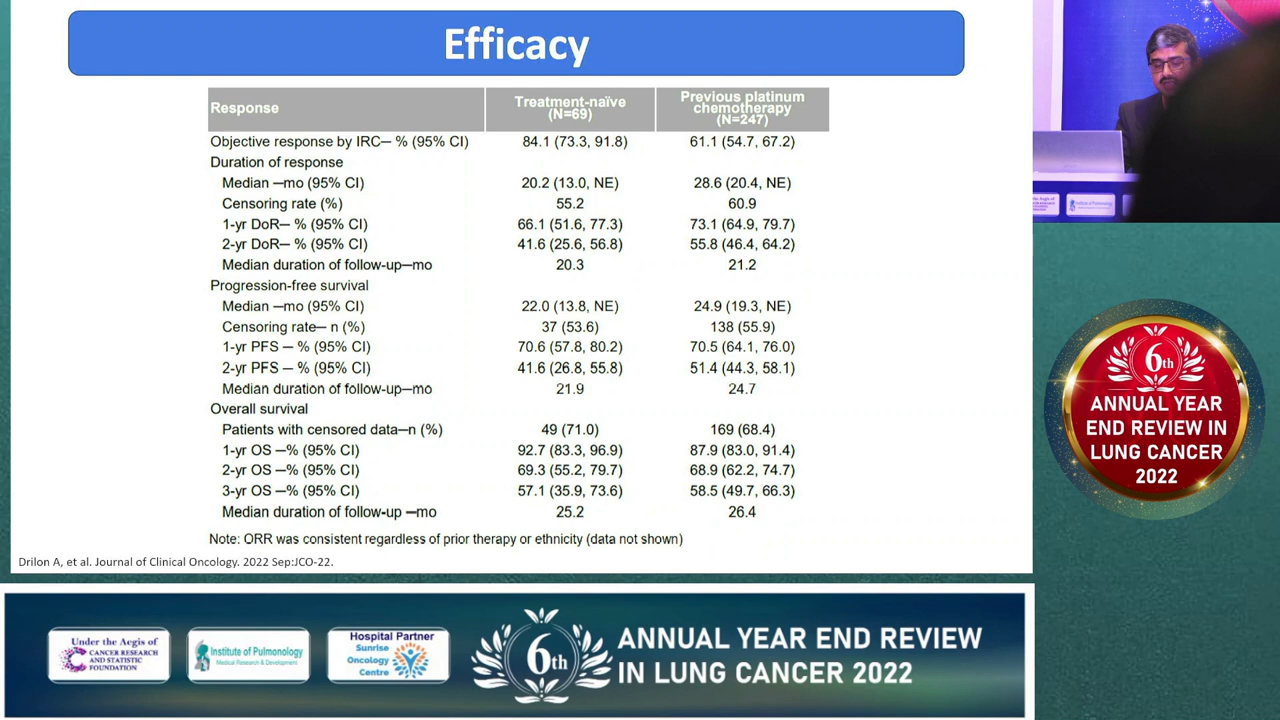 Efficacy
Response Treatment-naïve (N=69) Previous platinum chemotherapy (N=247)
Objective response by IRC— % (95% CI) 84.1 (73.3, 91.8) 61.1 (54.7, 67.2)
Duration of response
Median —mo (95% CI) 20.2 (13.0, NE) 28.6 (20.4, NE)
Censoring rate (%) 55.2 60.9
1-yr DoR— % (95% CI) 66.1 (51.6, 77.3) 73.1 (64.9, 79.7)
2-yr DoR— % (95% CI) 41.6 (25.6, 56.8) 55.8 (46.4, 64.2)
Median duration of follow-up—mo 20.3 21.2
Progression-free survival
Median —mo (95% CI) 22.0 (13.8, NE) 24.9 (19.3, NE)
Censoring rate— n (%) 37 (53.6) 138 (55.9)
1-yr PFS — % (95% CI) 70.6 (57.8, 80.2) 70.5 (64.1, 76.0)
2-yr PFS — % (95% CI) 41.6 (26.8, 55.8) 51.4 (44.3, 58.1)
Median duration of follow-up—mo 21.9 24.7
Overall survival
Patients with censored data—n (%) 49 (71.0) 169 (68.4)
1-yr OS —% (95% CI) 92.7 (83.3, 96.9) 87.9 (83.0, 91.4)
2-yr OS —% (95% CI) 69.3 (55.2, 79.7) 68.9 (62.2, 74.7)
3-yr OS —% (95% CI) 57.1 (35.9, 73.6) 58.5 (49.7, 66.3)
Median duration of follow-up —mo 25.2 26.4
Note: ORR was consistent regardless of prior therapy or ethnicity (data not shown)
Drilon A, et al. Journal of Clinical Oncology. 2022 Sep:JCO-22.
Institute of Pulmonology
6th
ANNUAL YEAR
END REVIEW IN
LUNG CANCER
2022
Under the Aegis of
CANCER RESEARCH
AND STATISTIC
FOUNDATION
Institute of Pulmonology
Medical Research & Development
Hospital Partner
Sunrise
Oncology
Centre
6th
ANNUAL YEAR END REVIEW
IN LUNG CANCER 2022